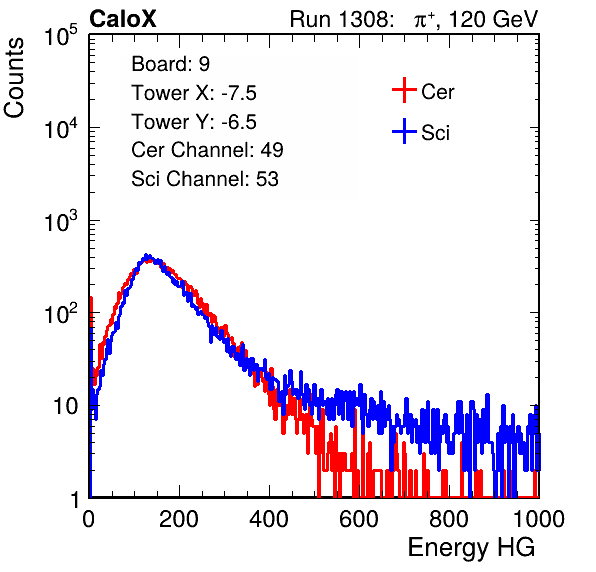 CaloX Run 1308: π⁺, 120 GeV
Counts
Board: 9
Tower X: -7.5
Tower Y: -6.5
Cer Channel: 49
Sci Channel: 53
Cer
Sci
10⁵
10⁴
10³
10²
10
1
0 200 400 600 800 1000
Energy HG